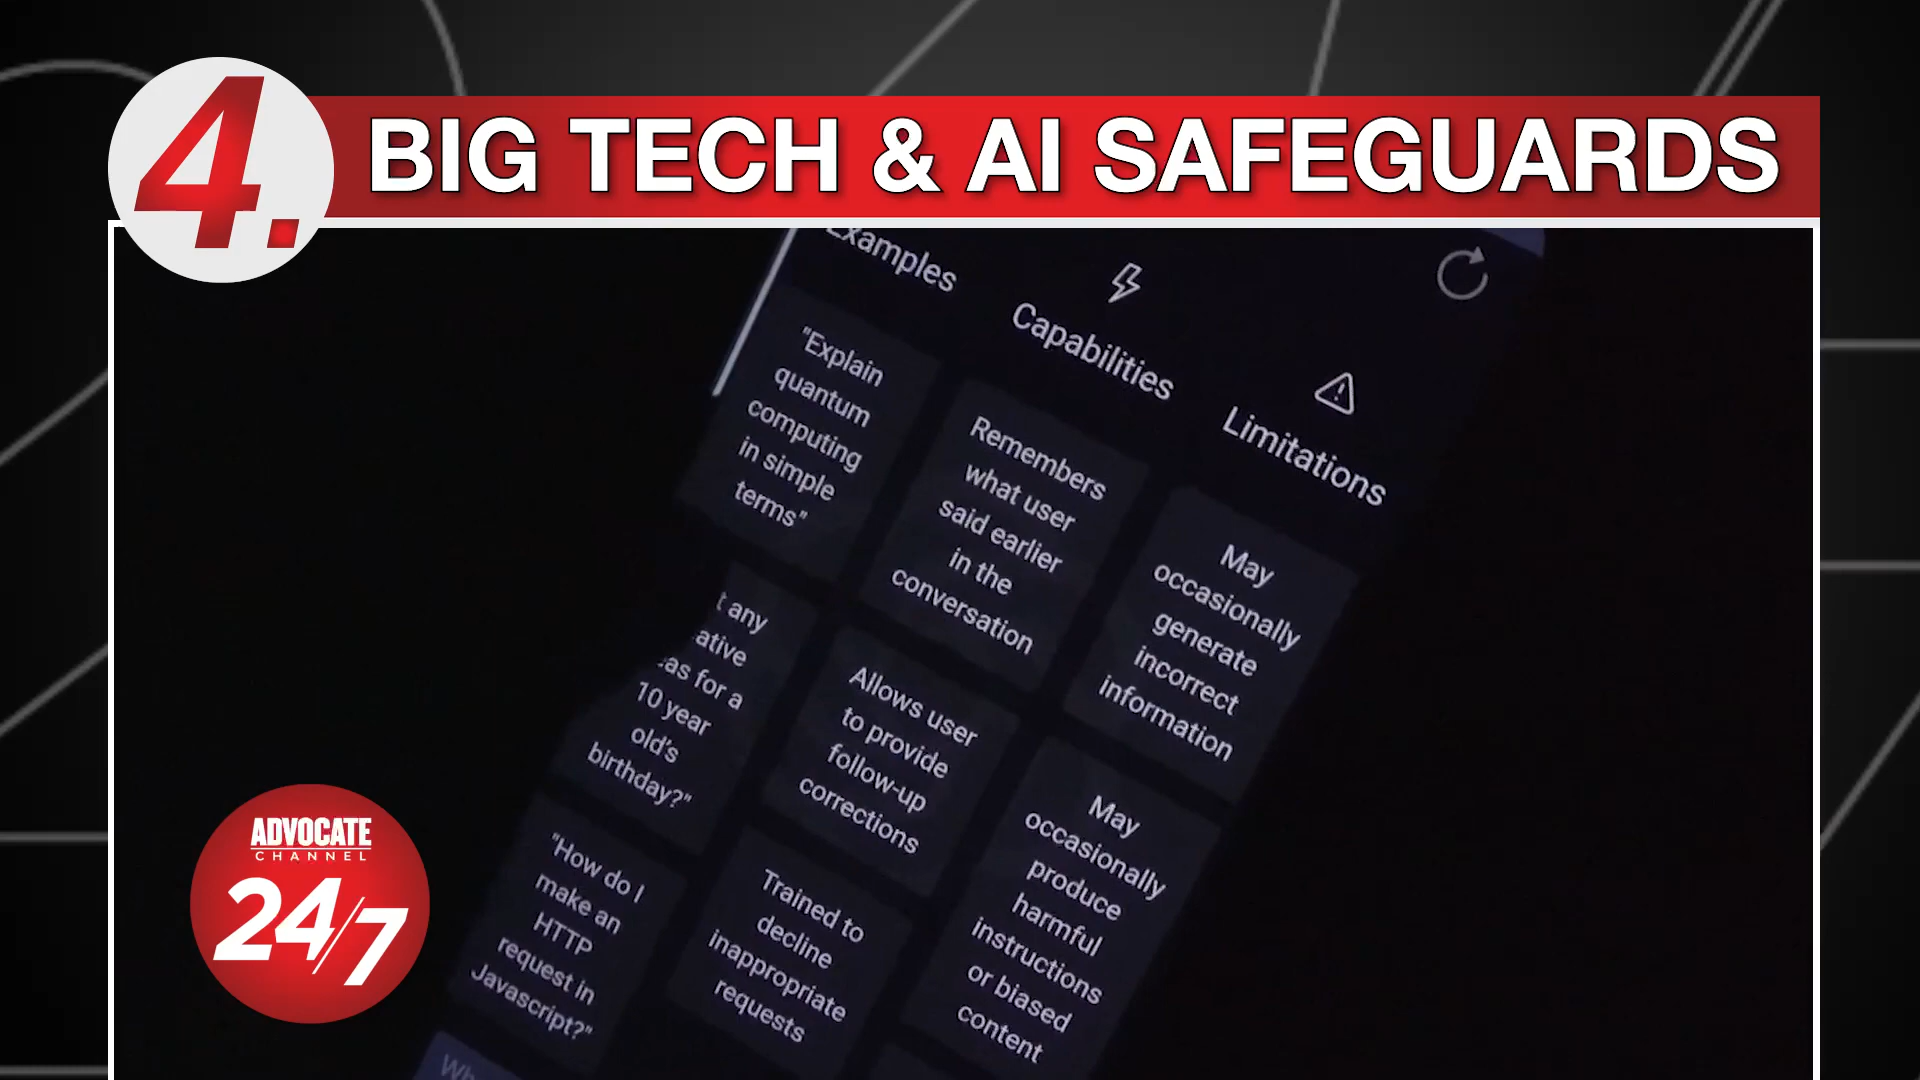 4. BIG TECH & AI SAFEGUARDS
Examples
"Explain
quantum
computing
in simple
terms"
any
10 year
old's
birthday?"
"How do I
make an
HTTP
request in
Javascript?"
Capabilities
Remembers
what user
said earlier
in the
conversation
Allows user
to provide
follow-up
corrections
Trained to
decline
inappropriate
requests
Limitations
May
occasionally
generate
incorrect
information
May
occasionally
produce
harmful
instructions
or biased
content
ADVOCATE
CHANNEL
24/7